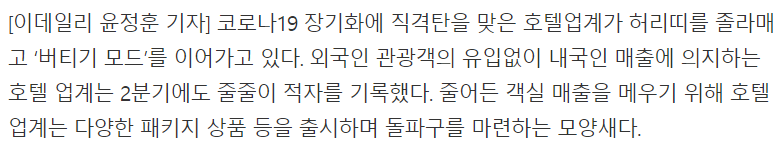 [이데일리 윤정훈 기자] 코로나19 장기화에 직격탄을 맞은 호텔업계가 허리띠를 졸라매
고 ‘버티기 모드’를 이어가고 있다. 외국인 관광객의 유입없이 내국인 매출에 의지하는
호텔 업계는 2분기에도 줄줄이 적자를 기록했다. 줄어든 객실 매출을 메우기 위해 호텔
업계는 다양한 패키지 상품 등을 출시하며 돌파구를 마련하는 모양새다.